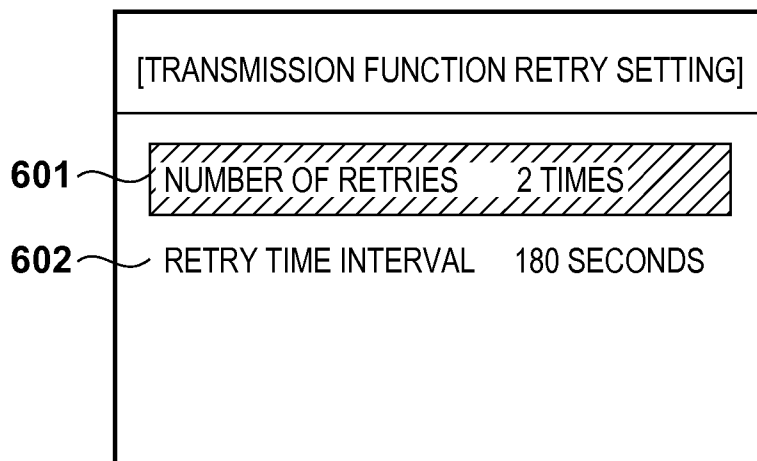 [TRANSMISSION FUNCTION RETRY SETTING]
601 NUMBER OF RETRIES 2 TIMES
602 RETRY TIME INTERVAL 180 SECONDS